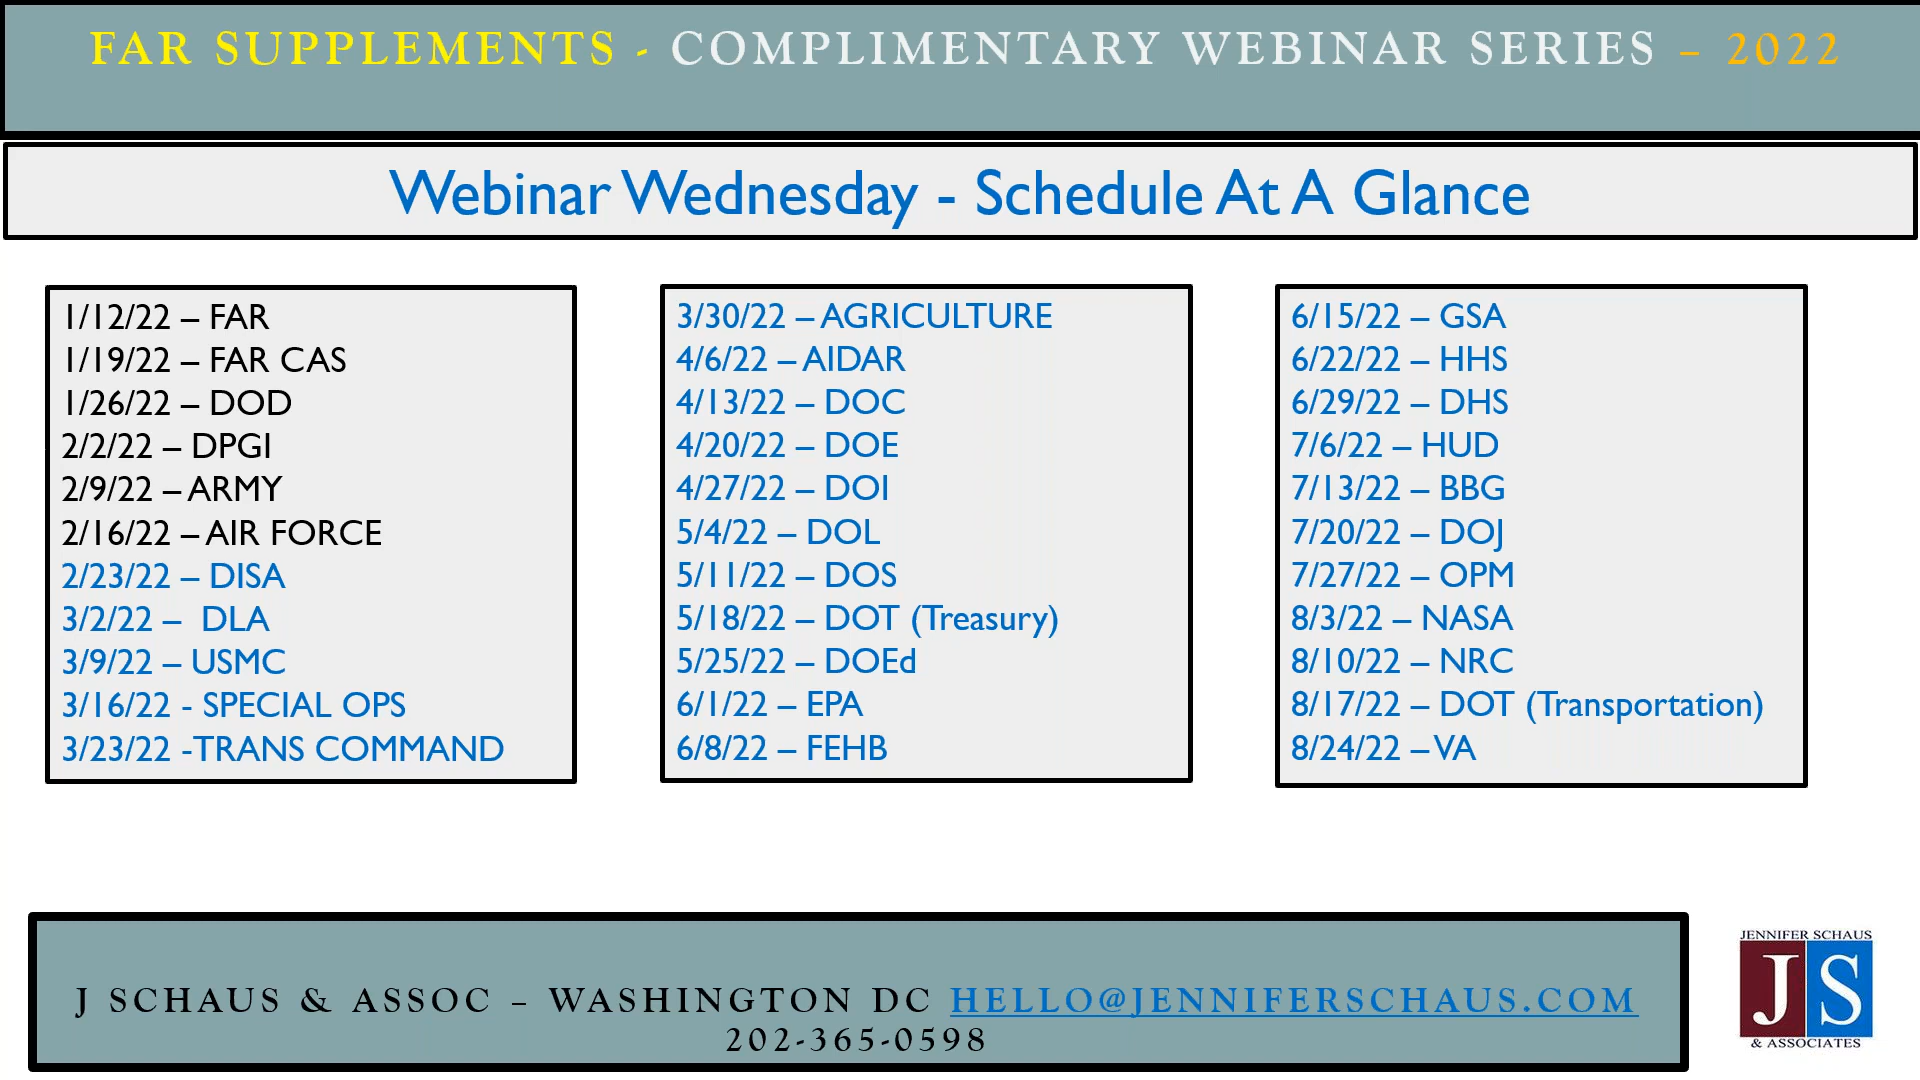 FAR SUPPLEMENTS - COMPLIMENTARY WEBINAR SERIES – 2022
Webinar Wednesday - Schedule At A Glance
1/12/22 – FAR
1/19/22 – FAR CAS
1/26/22 – DOD
2/2/22 – DPGI
2/9/22 – ARMY
2/16/22 – AIR FORCE
2/23/22 – DISA
3/2/22 – DLA
3/9/22 – USMC
3/16/22 - SPECIAL OPS
3/23/22 -TRANS COMMAND
3/30/22 – AGRICULTURE
4/6/22 – AIDAR
4/13/22 – DOC
4/20/22 – DOE
4/27/22 – DOI
5/4/22 – DOL
5/11/22 – DOS
5/18/22 – DOT (Treasury)
5/25/22 – DOEd
6/1/22 – EPA
6/8/22 – FEHB
6/15/22 – GSA
6/22/22 – HHS
6/29/22 – DHS
7/6/22 – HUD
7/13/22 – BBG
7/20/22 – DOJ
7/27/22 – OPM
8/3/22 – NASA
8/10/22 – NRC
8/17/22 – DOT (Transportation)
8/24/22 – VA
J SCHAUS & ASSOC – WASHINGTON DC HELLO@JENNIFERSCHAUS.COM
202-365-0598
JENNIFER SCHAUS
JS
& ASSOCIATES